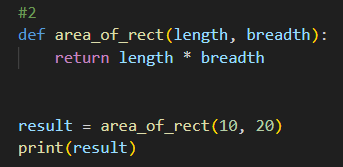 #2
def area_of_rect(length, breadth):
    return length * breadth
result = area_of_rect(10, 20)
print(result)